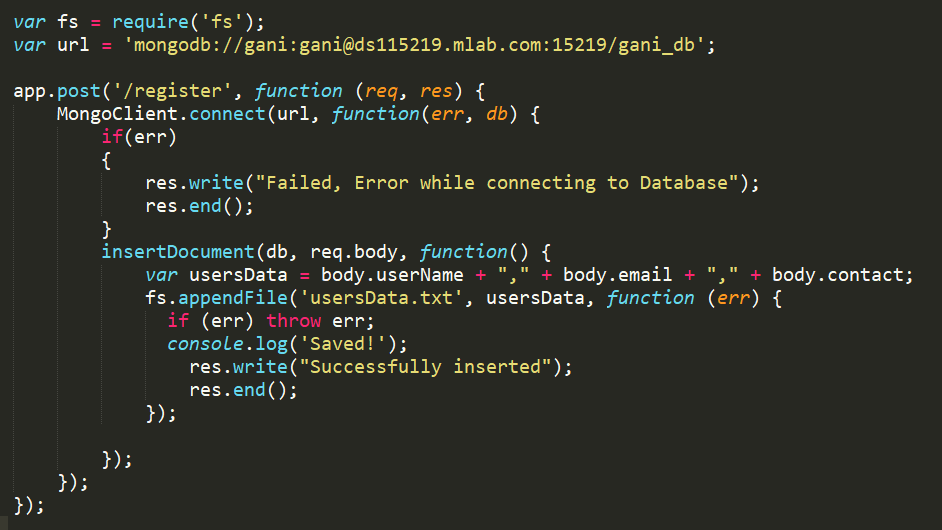 var fs = require('fs');
var url = 'mongodb://gani:gani@ds115219.mlab.com:15219/gani_db';

app.post('/register', function (req, res) {
    MongoClient.connect(url, function(err, db) {
        if(err)
        {
            res.write("Failed, Error while connecting to Database");
            res.end();
        }
        insertDocument(db, req.body, function() {
            var usersData = body.userName + "," + body.email + "," + body.contact;
            fs.appendFile('usersData.txt', usersData, function (err) {
              if (err) throw err;
              console.log('Saved!');
                res.write("Successfully inserted");
                res.end();
            });

        });
    });
});